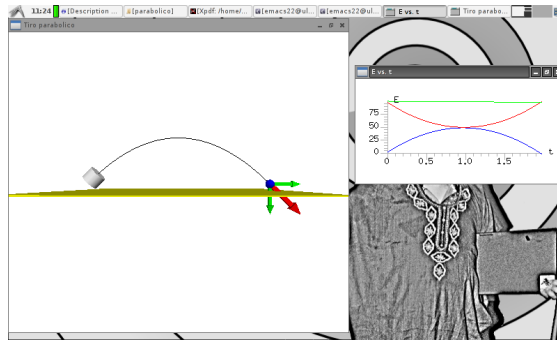 11:24 [Description ... [parabolico] [Xpdf: /home/... [emacs22@ul... [emacs22@ul... E vs. t Tiro parabo...
Tiro parabolico
E vs. t
E
75
50
25
0
t
0 0.5 1.0 1.5